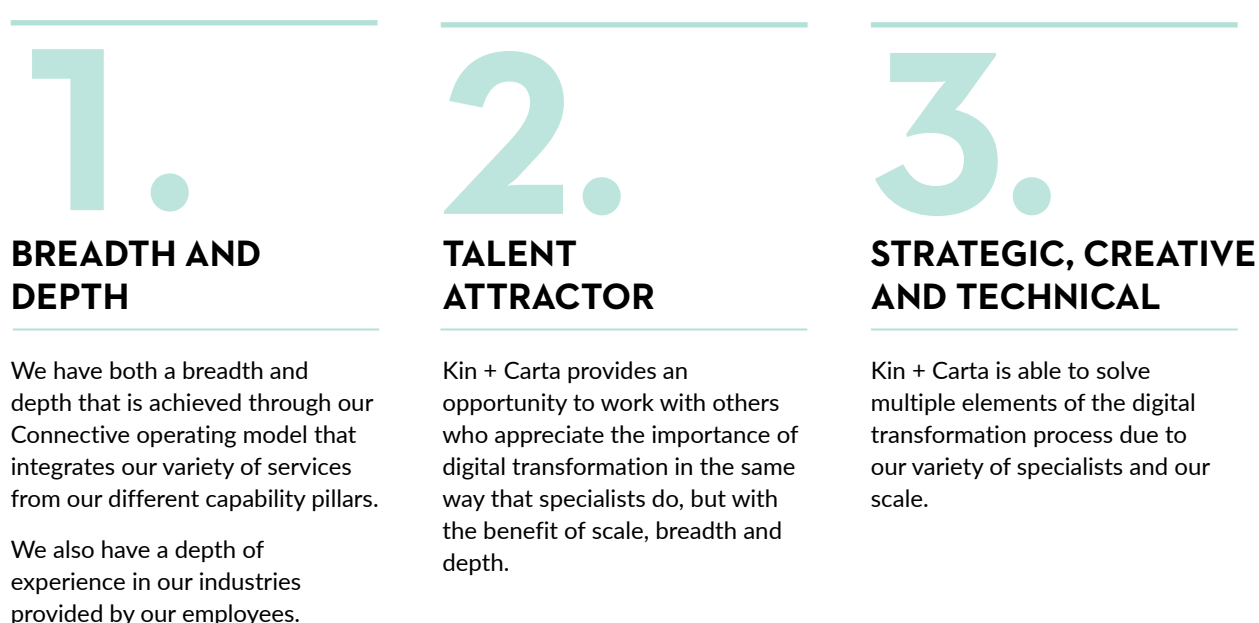 1.
BREADTH AND
DEPTH
We have both a breadth and
depth that is achieved through our
Connective operating model that
integrates our variety of services
from our different capability pillars.
We also have a depth of
experience in our industries
provided by our employees.
2.
TALENT
ATTRACTOR
Kin + Carta provides an
opportunity to work with others
who appreciate the importance of
digital transformation in the same
way that specialists do, but with
the benefit of scale, breadth and
depth.
3.
STRATEGIC, CREATIVE
AND TECHNICAL
Kin + Carta is able to solve
multiple elements of the digital
transformation process due to
our variety of specialists and our
scale.